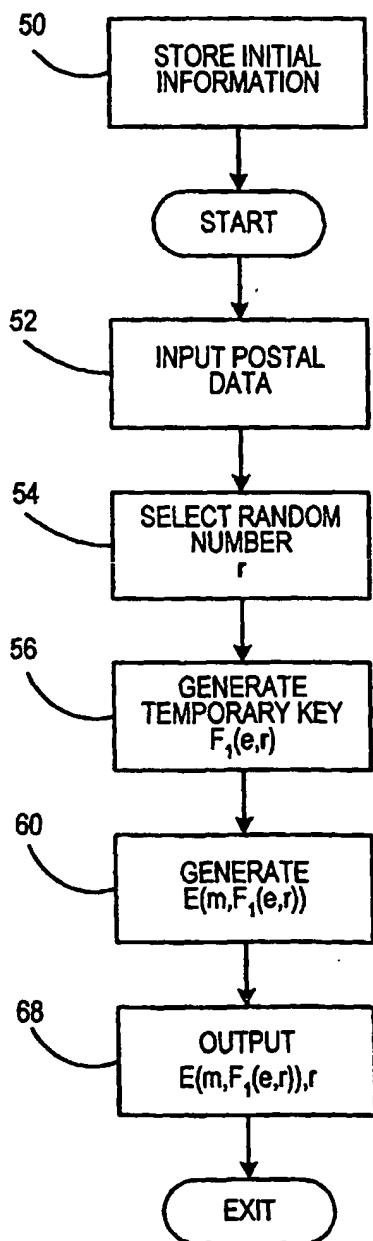 50
STORE INITIAL
INFORMATION
START
52
INPUT POSTAL
DATA
54
SELECT RANDOM
NUMBER
r
56
GENERATE
TEMPORARY KEY
F₁(e,r)
60
GENERATE
E(m,F₁(e,r))
68
OUTPUT
E(m,F₁(e,r)),r
EXIT